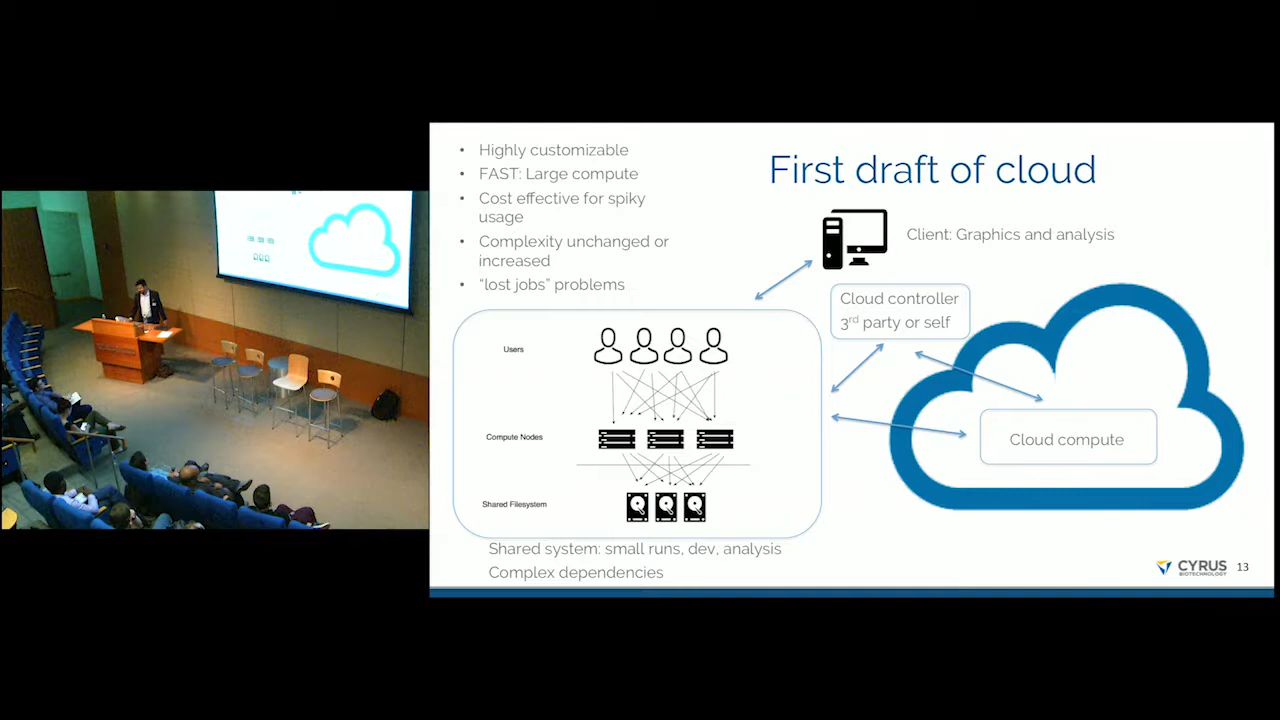 • Highly customizable
• FAST: Large compute
• Cost effective for spiky
usage
• Complexity unchanged or
increased
• “lost jobs” problems
First draft of cloud
Client: Graphics and analysis
Cloud controller
3rd party or self
Cloud compute
Users
Compute Nodes
Shared Filesystem
Shared system: small runs, dev, analysis
Complex dependencies
CYRUS
BIOTECHNOLOGY
13